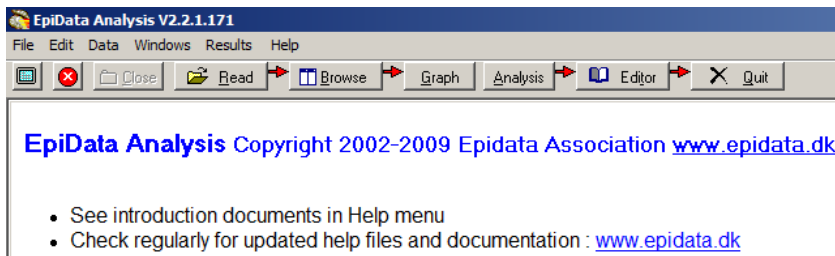 EpiData Analysis V2.2.1.171
File Edit Data Windows Results Help
Close Read Browse Graph Analysis Editor Quit
EpiData Analysis Copyright 2002-2009 Epidata Association www.epidata.dk
• See introduction documents in Help menu
• Check regularly for updated help files and documentation : www.epidata.dk